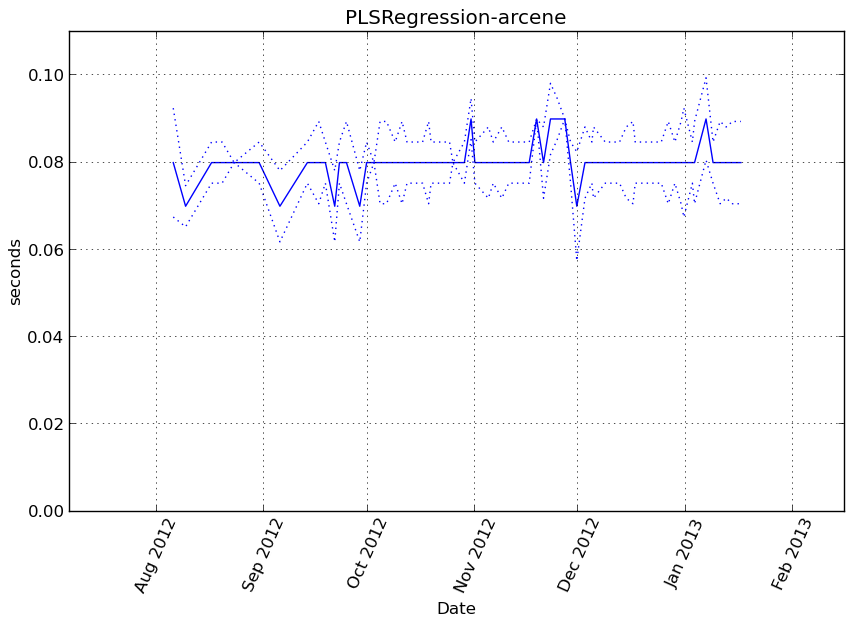 PLSRegression-arcene
0.10
0.08
0.06
0.04
0.02
0.00
seconds
Aug 2012
Sep 2012
Oct 2012
Nov 2012
Dec 2012
Jan 2013
Feb 2013
Date